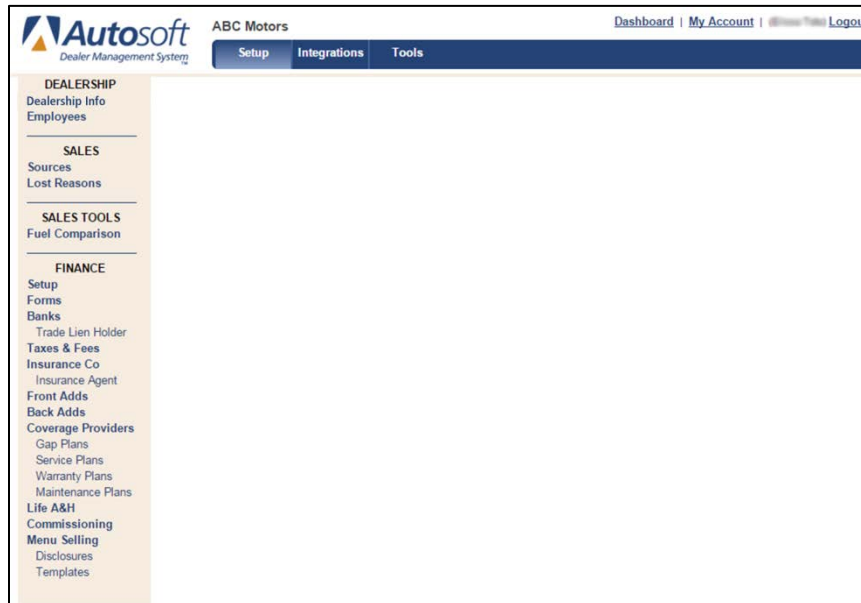 Autosoft
Dealer Management System
TM
ABC Motors
Dashboard | My Account | Logou
Setup Integrations Tools
DEALERSHIP
Dealership Info
Employees
SALES
Sources
Lost Reasons
SALES TOOLS
Fuel Comparison
FINANCE
Setup
Forms
Banks
Trade Lien Holder
Taxes & Fees
Insurance Co
Insurance Agent
Front Adds
Back Adds
Coverage Providers
Gap Plans
Service Plans
Warranty Plans
Maintenance Plans
Life A&H
Commissioning
Menu Selling
Disclosures
Templates